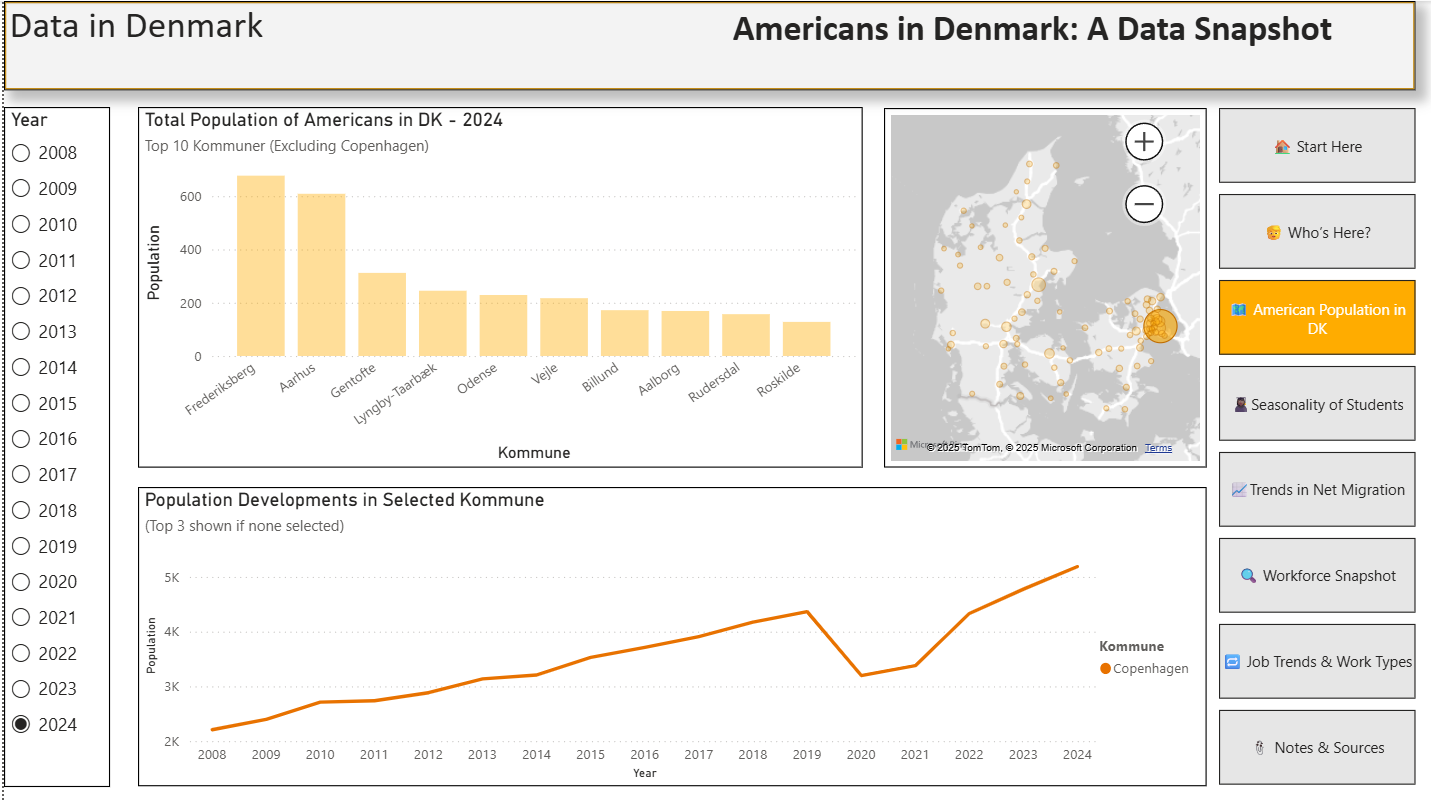 Data in Denmark
Americans in Denmark: A Data Snapshot
Year
2008
2009
2010
2011
2012
2013
2014
2015
2016
2017
2018
2019
2020
2021
2022
2023
2024
Total Population of Americans in DK - 2024
Top 10 Kommuner (Excluding Copenhagen)
Population
600
400
200
0
Frederiksberg
Aarhus
Gentofte
Lyngby-Taarbæk
Odense
Vejle
Billund
Aalborg
Rudersdal
Roskilde
Kommune
+
−
© 2025 TomTom, © 2025 Microsoft Corporation Terms
Population Developments in Selected Kommune
(Top 3 shown if none selected)
Population
5K
4K
3K
2K
2008 2009 2010 2011 2012 2013 2014 2015 2016 2017 2018 2019 2020 2021 2022 2023 2024
Year
Kommune
Copenhagen
Start Here
Who's Here?
American Population in
DK
Seasonality of Students
Trends in Net Migration
Workforce Snapshot
Job Trends & Work Types
Notes & Sources